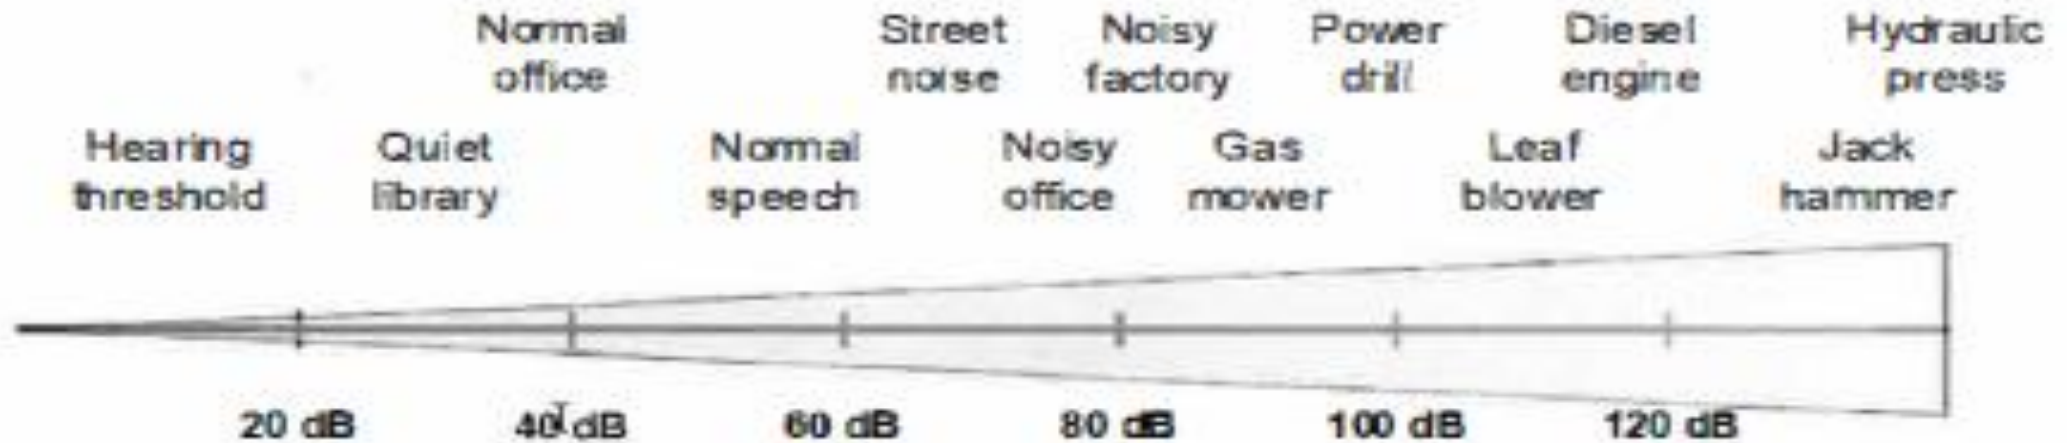 Normal Street Noisy Power Diesel Hydraulic
office noise factory drill engine press
Hearing Quiet Normal Noisy Gas Leaf Jack
threshold library speech office mower blower hammer
20 dB 40 dB 60 dB 80 dB 100 dB 120 dB